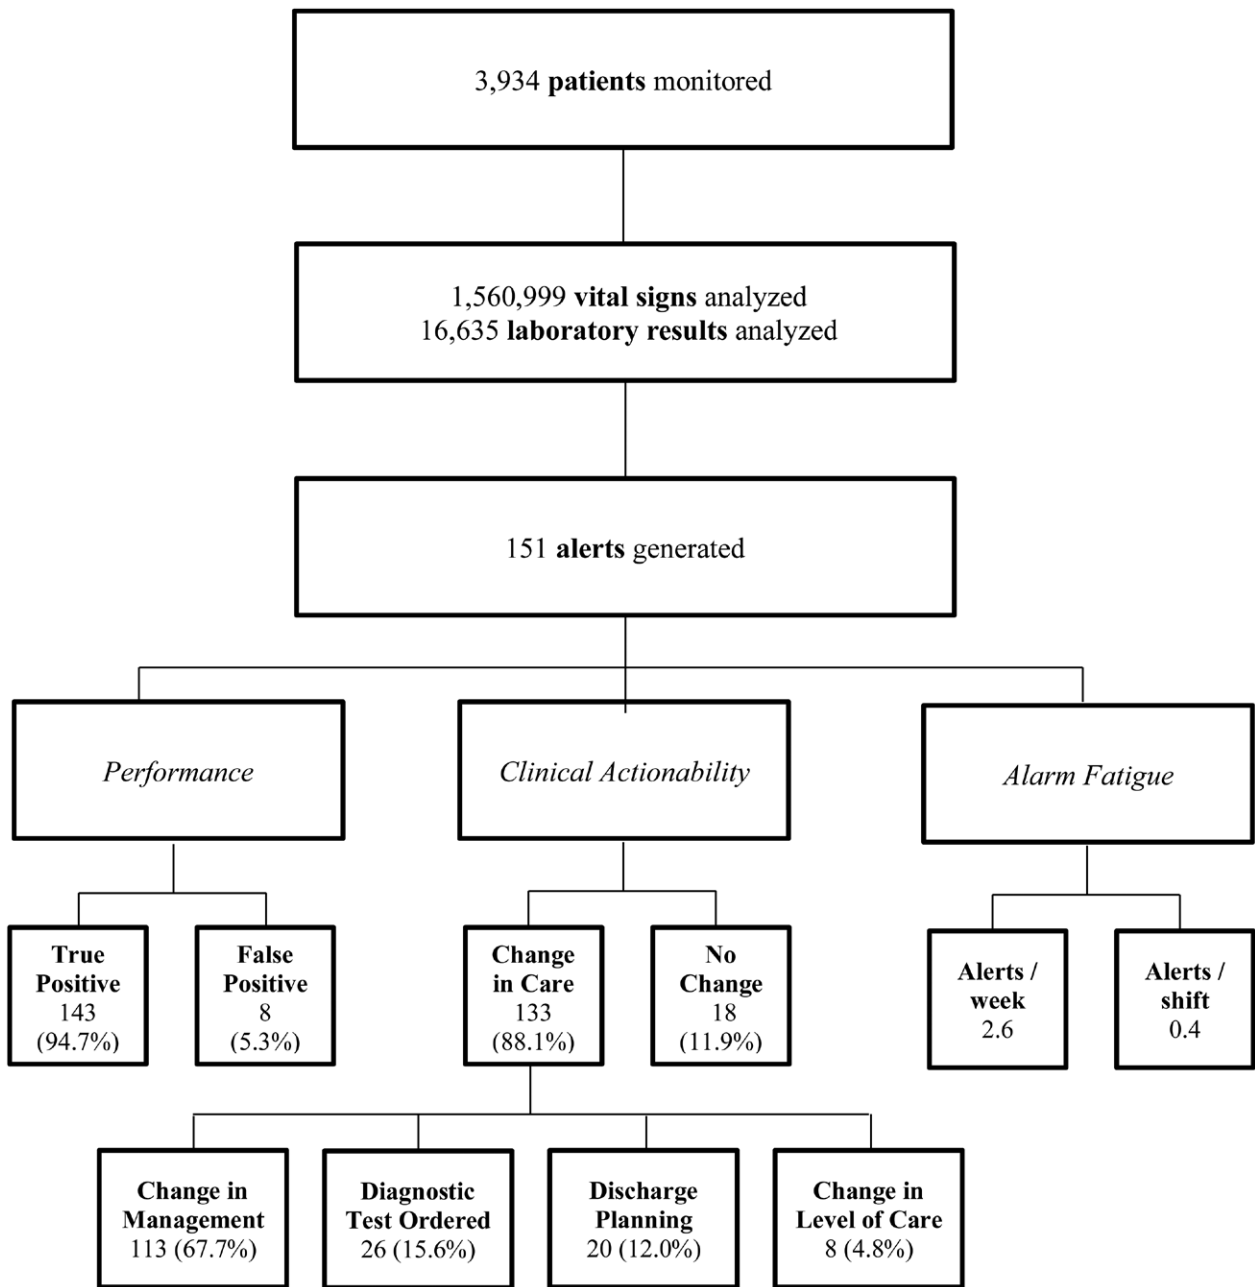 3,934 patients monitored
1,560,999 vital signs analyzed
16,635 laboratory results analyzed
151 alerts generated
Performance
Clinical Actionability
Alarm Fatigue
True
Positive
143
(94.7%)
False
Positive
8
(5.3%)
Change
in Care
133
(88.1%)
No
Change
18
(11.9%)
Alerts /
week
2.6
Alerts /
shift
0.4
Change in
Management
113 (67.7%)
Diagnostic
Test Ordered
26 (15.6%)
Discharge
Planning
20 (12.0%)
Change in
Level of Care
8 (4.8%)